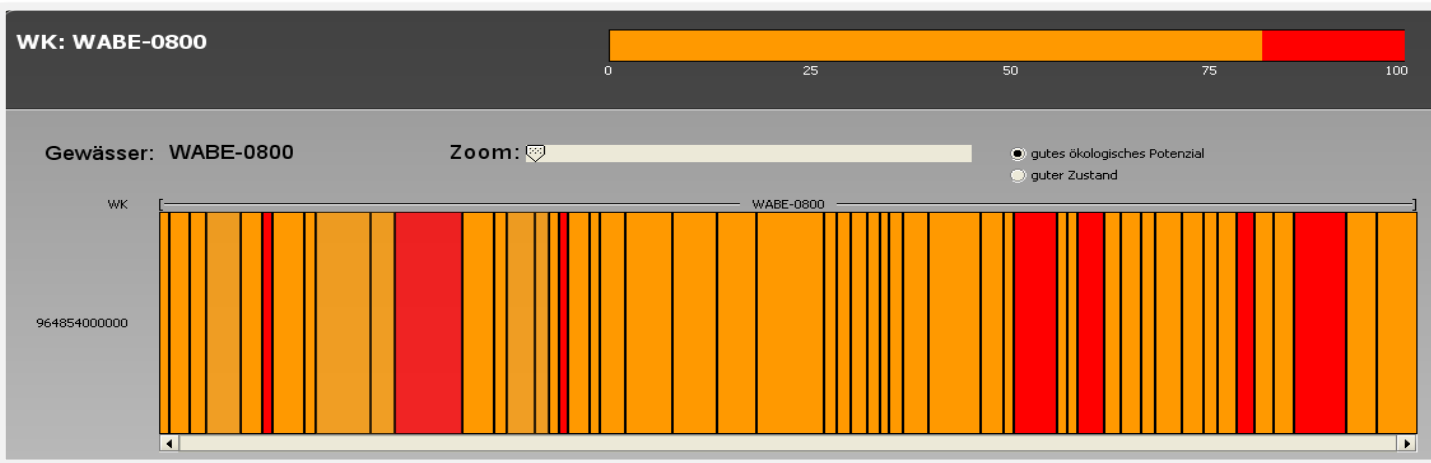 WK: WABE-0800
0 25 50 75 100
Gewässer: WABE-0800 Zoom:
gutes ökologisches Potenzial
guter Zustand
WK WABE-0800
964854000000